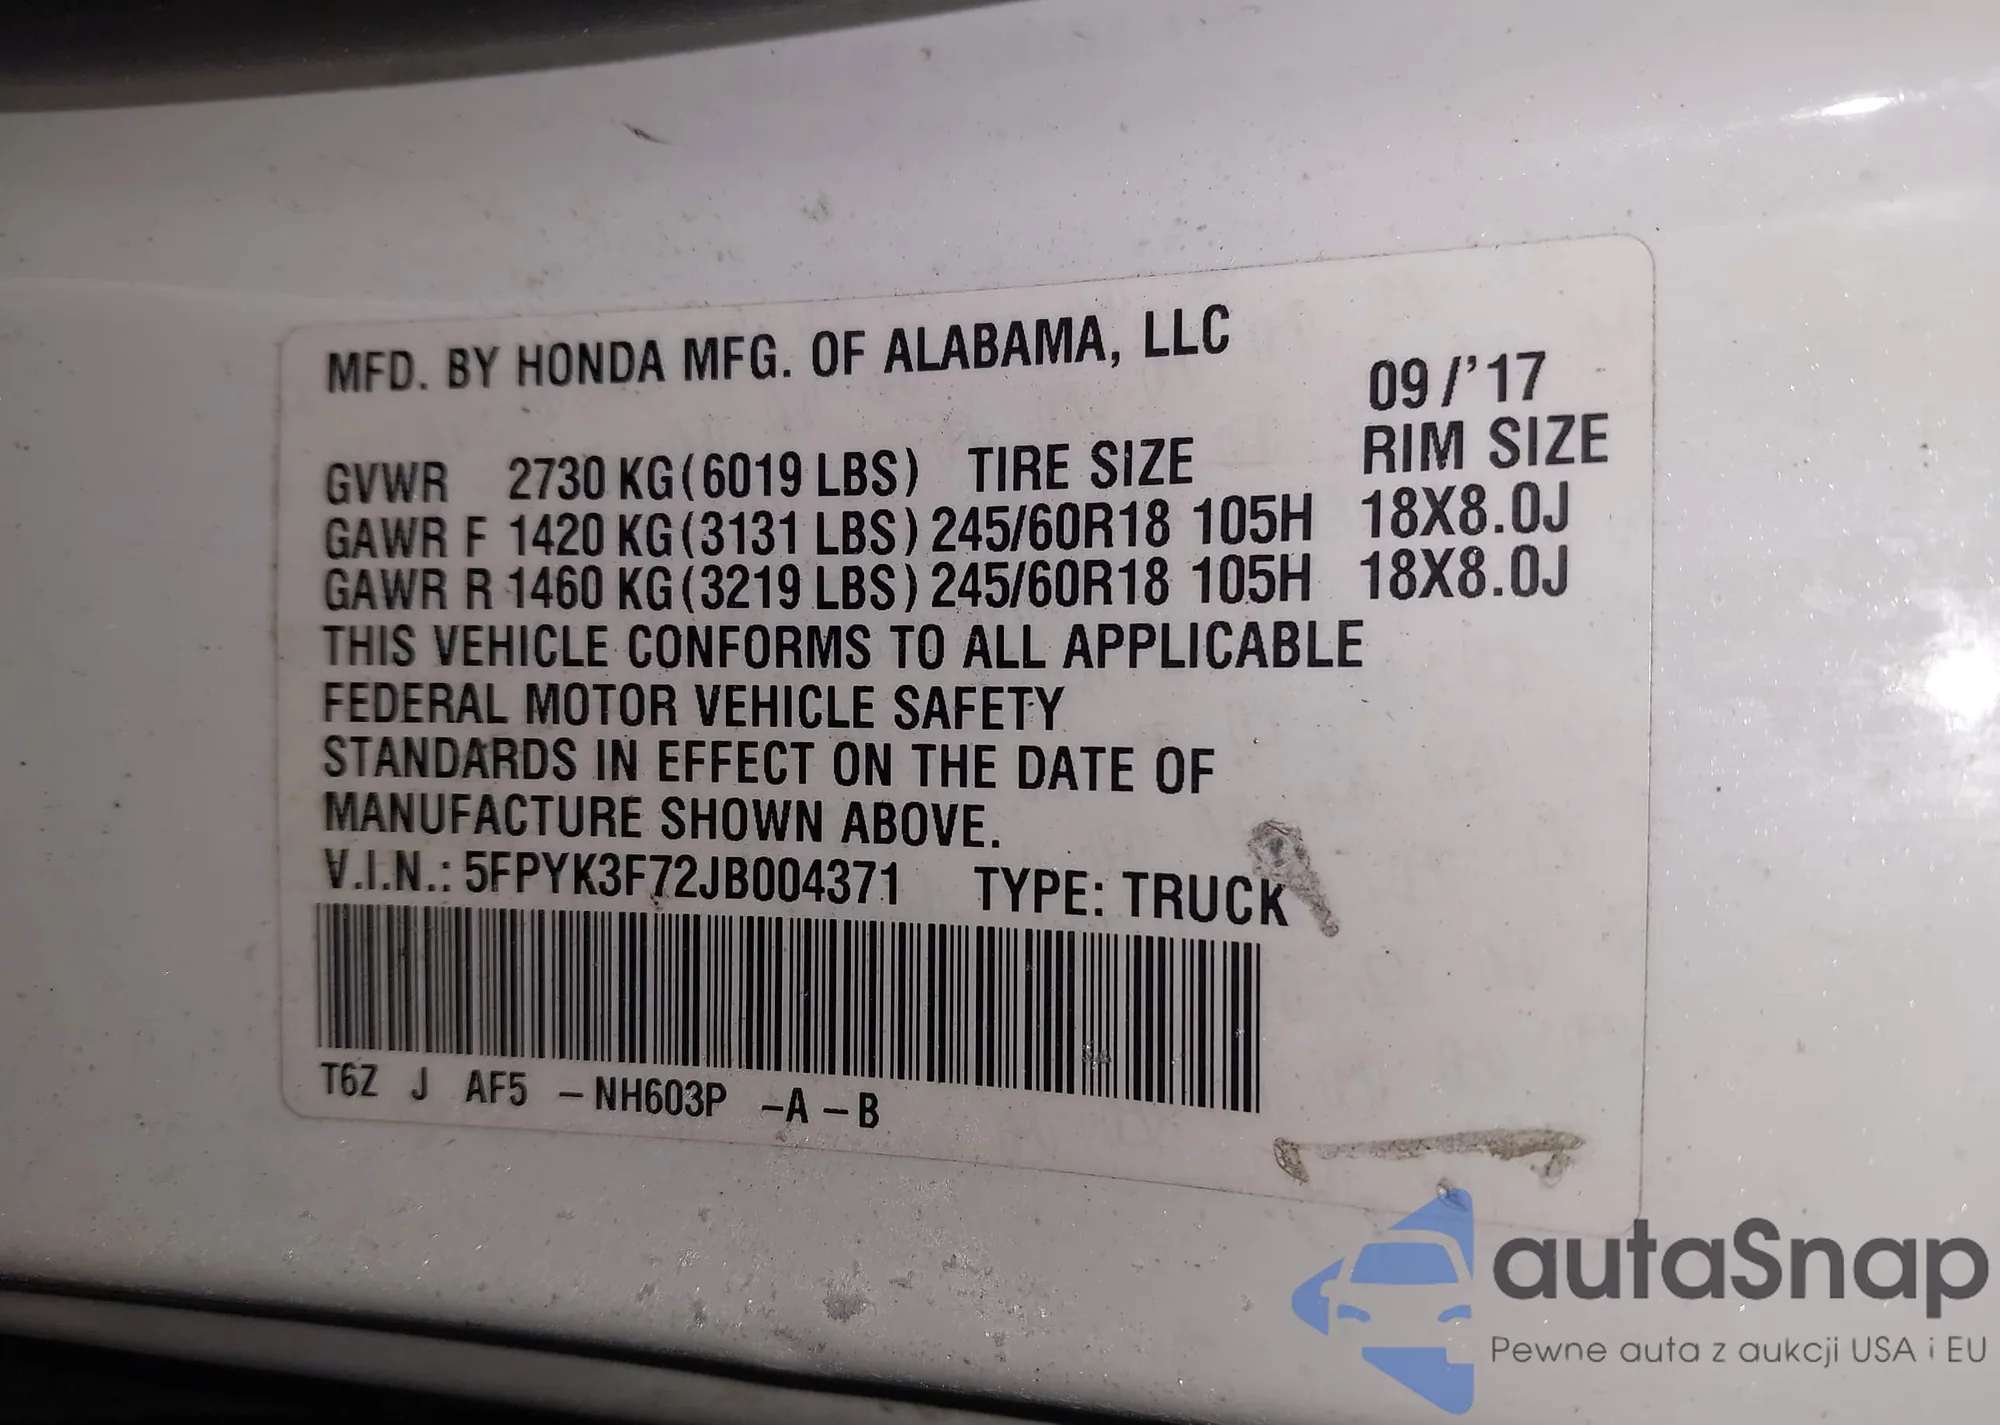 MFD. BY HONDA MFG. OF ALABAMA, LLC 09/'17
GVWR 2730 KG(6019 LBS) TIRE SIZE RIM SIZE
GAWR F 1420 KG(3131 LBS) 245/60R18 105H 18X8.0J
GAWR R 1460 KG(3219 LBS) 245/60R18 105H 18X8.0J
THIS VEHICLE CONFORMS TO ALL APPLICABLE
FEDERAL MOTOR VEHICLE SAFETY
STANDARDS IN EFFECT ON THE DATE OF
MANUFACTURE SHOWN ABOVE.
V.I.N.: 5FPYK3F72JB004371 TYPE: TRUCK
T6Z J AF5 -NH603P -A-B
autaSnap
Pewne auta z aukcji USA i EU